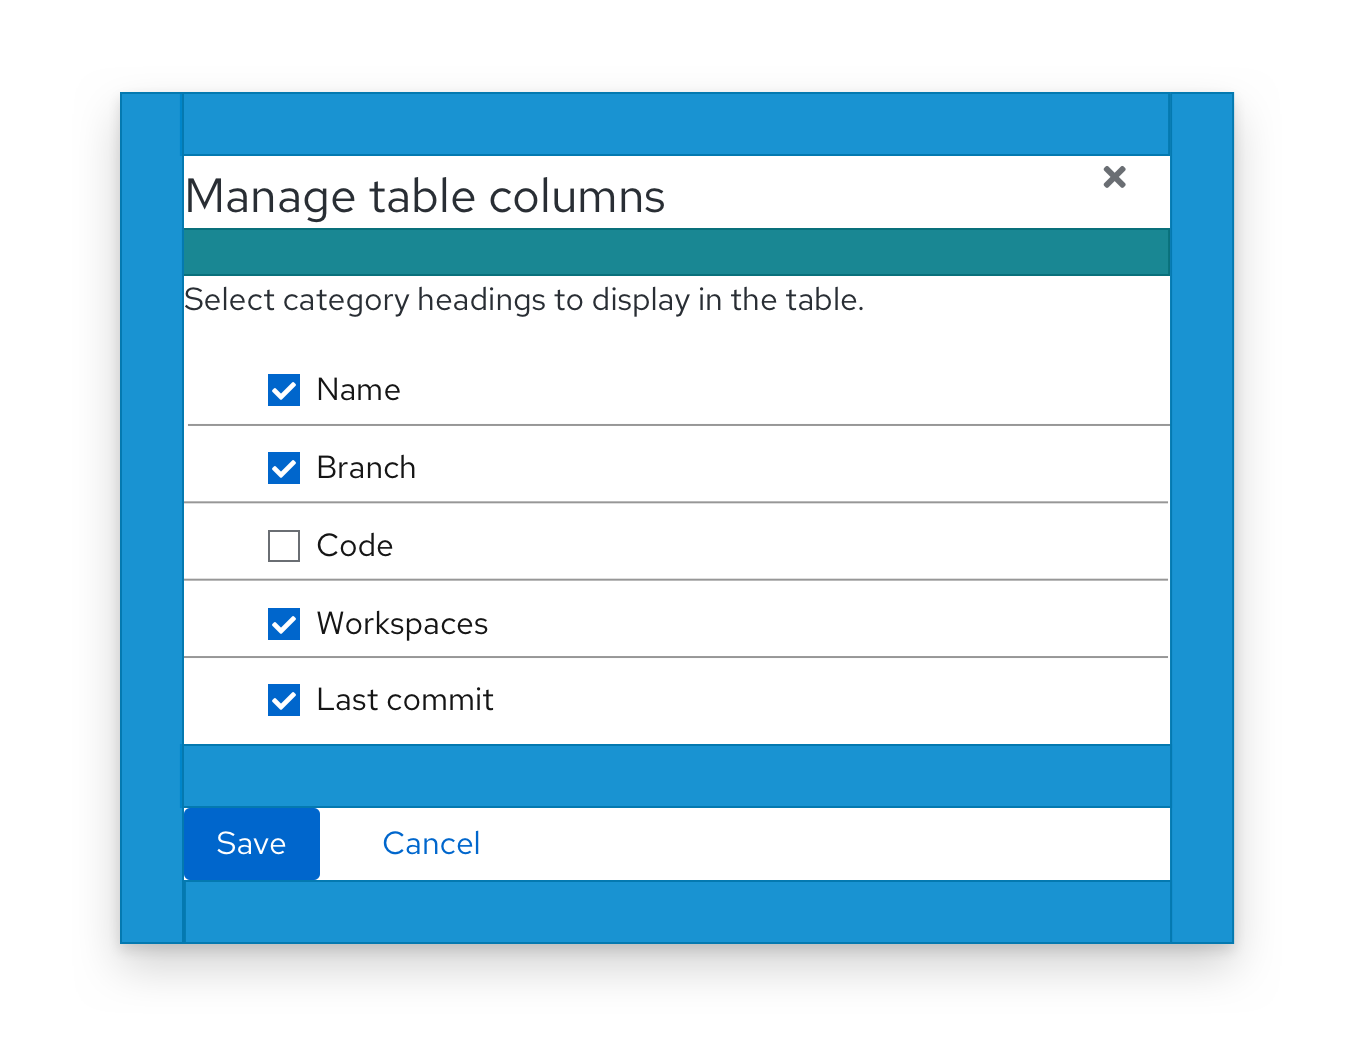 Manage table columns
Select category headings to display in the table.
Name
Branch
Code
Workspaces
Last commit
Save Cancel